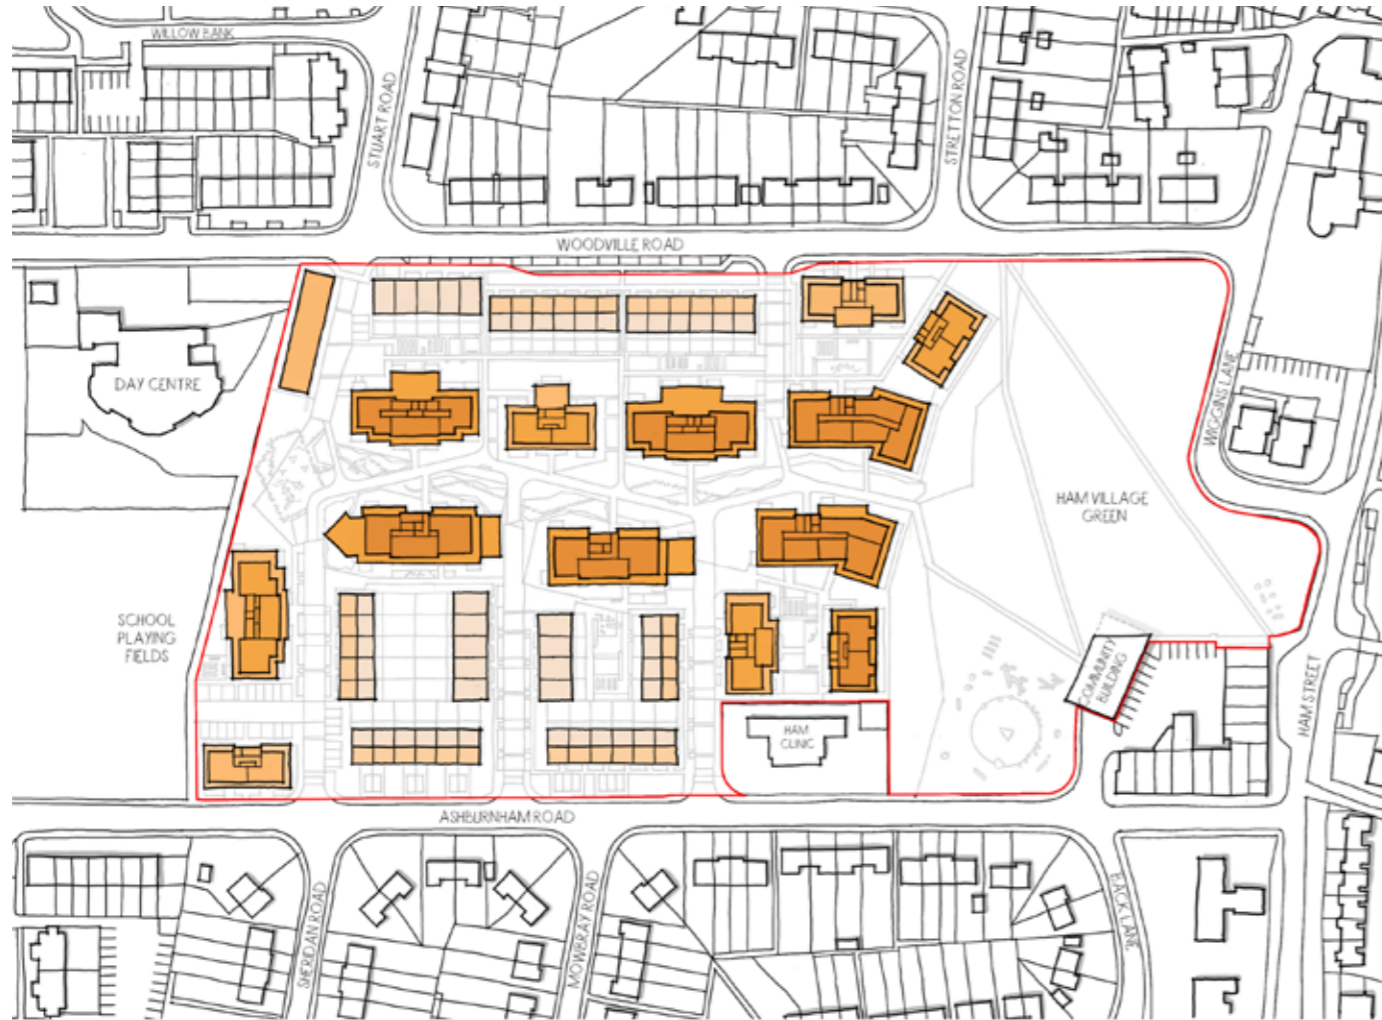 WILLOW BANK
STUART ROAD
STRETTON ROAD
WOODVILLE ROAD
DAY CENTRE
WIGGINS LANE
HAM VILLAGE
GREEN
SCHOOL
PLAYING
FIELDS
COMMUNITY
BUILDING
HAM STREET
HAM
CLINIC
ASHBURNHAM ROAD
SHERIDAN ROAD
MOWBRAY ROAD
BACK LANE